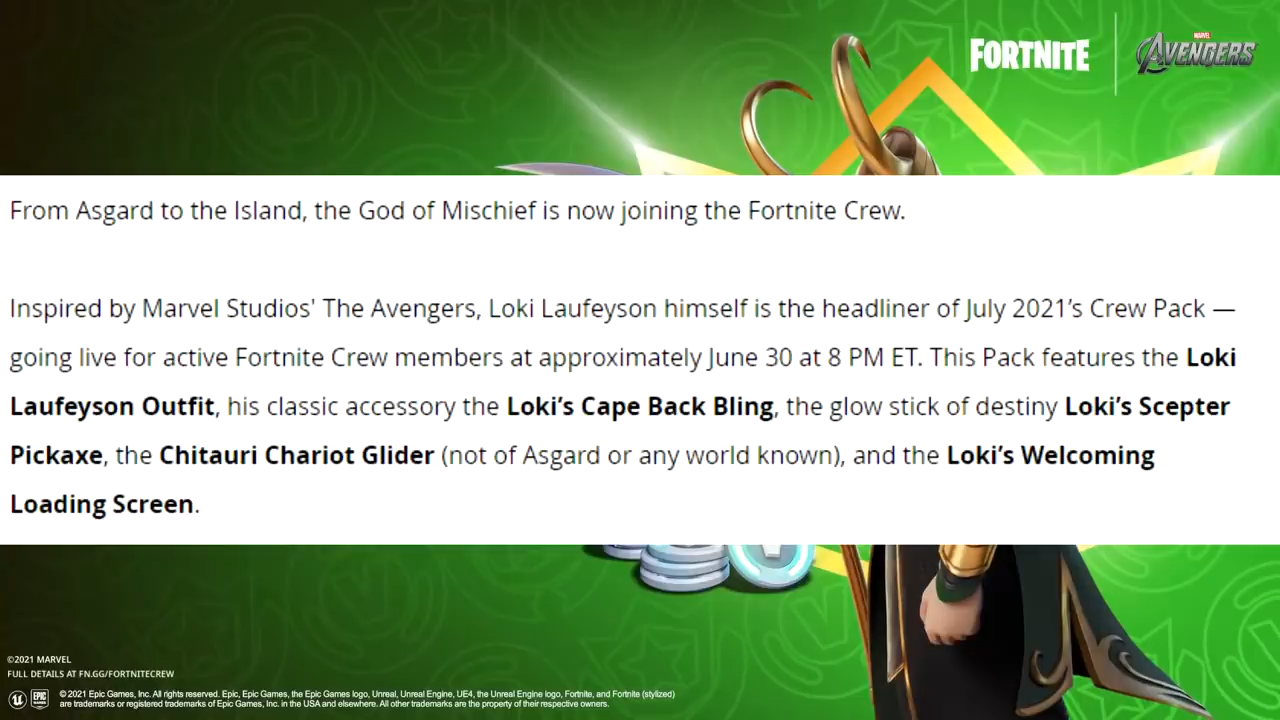 FORTNITE
MARVEL
AVENGERS
From Asgard to the Island, the God of Mischief is now joining the Fortnite Crew.
Inspired by Marvel Studios' The Avengers, Loki Laufeyson himself is the headliner of July 2021’s Crew Pack —
going live for active Fortnite Crew members at approximately June 30 at 8 PM ET. This Pack features the Loki
Laufeyson Outfit, his classic accessory the Loki’s Cape Back Bling, the glow stick of destiny Loki’s Scepter
Pickaxe, the Chitauri Chariot Glider (not of Asgard or any world known), and the Loki’s Welcoming
Loading Screen.
©2021 MARVEL
FULL DETAILS AT FN.GG/FORTNITECREW
EPIC GAMES
© 2021 Epic Games, Inc. All rights reserved. Epic, Epic Games, the Epic Games logo, Unreal, Unreal Engine, UE4, the Unreal Engine logo, Fortnite, and Fortnite (stylized)
are trademarks or registered trademarks of Epic Games, Inc. in the USA and elsewhere. All other trademarks are the property of their respective owners.